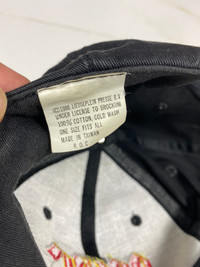 UNDER LICENSE TO BROCKUM
100% COTTON, COLD WASH
ONE SIZE FITS ALL
MADE IN TAIWAN
R.O.C